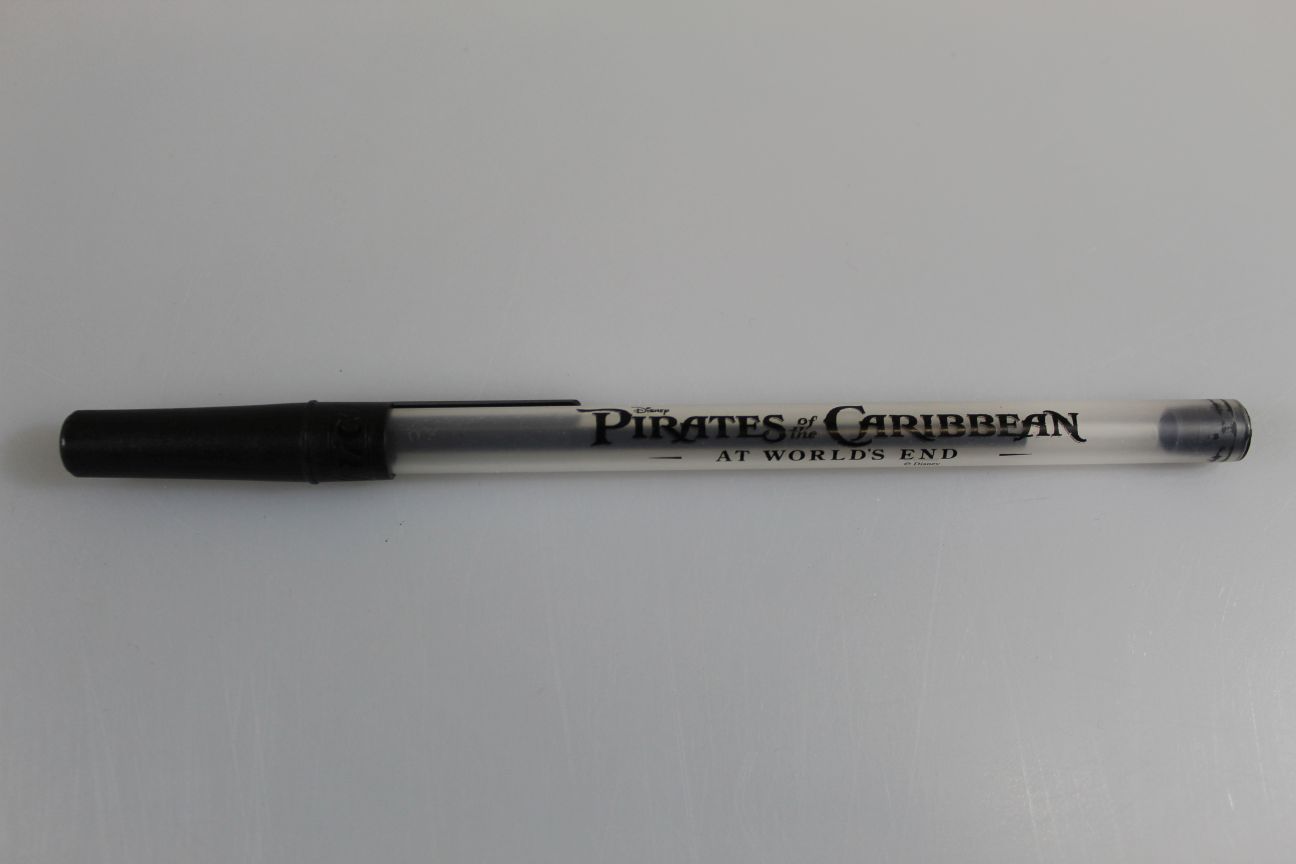 Disney
PIRATES of the CARIBBEAN
AT WORLD'S END
© Disney